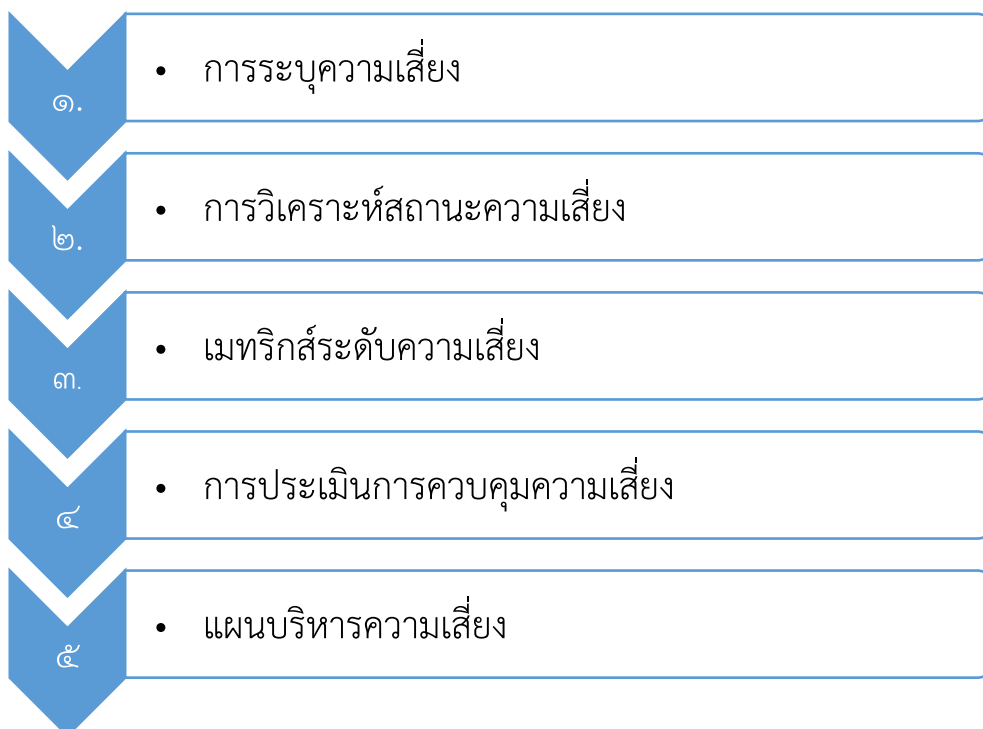 ๑.
• การระบุความเสี่ยง
๒.
• การวิเคราะห์สถานะความเสี่ยง
๓.
• เมทริกส์ระดับความเสี่ยง
๔
• การประเมินการควบคุมความเสี่ยง
๕
• แผนบริหารความเสี่ยง